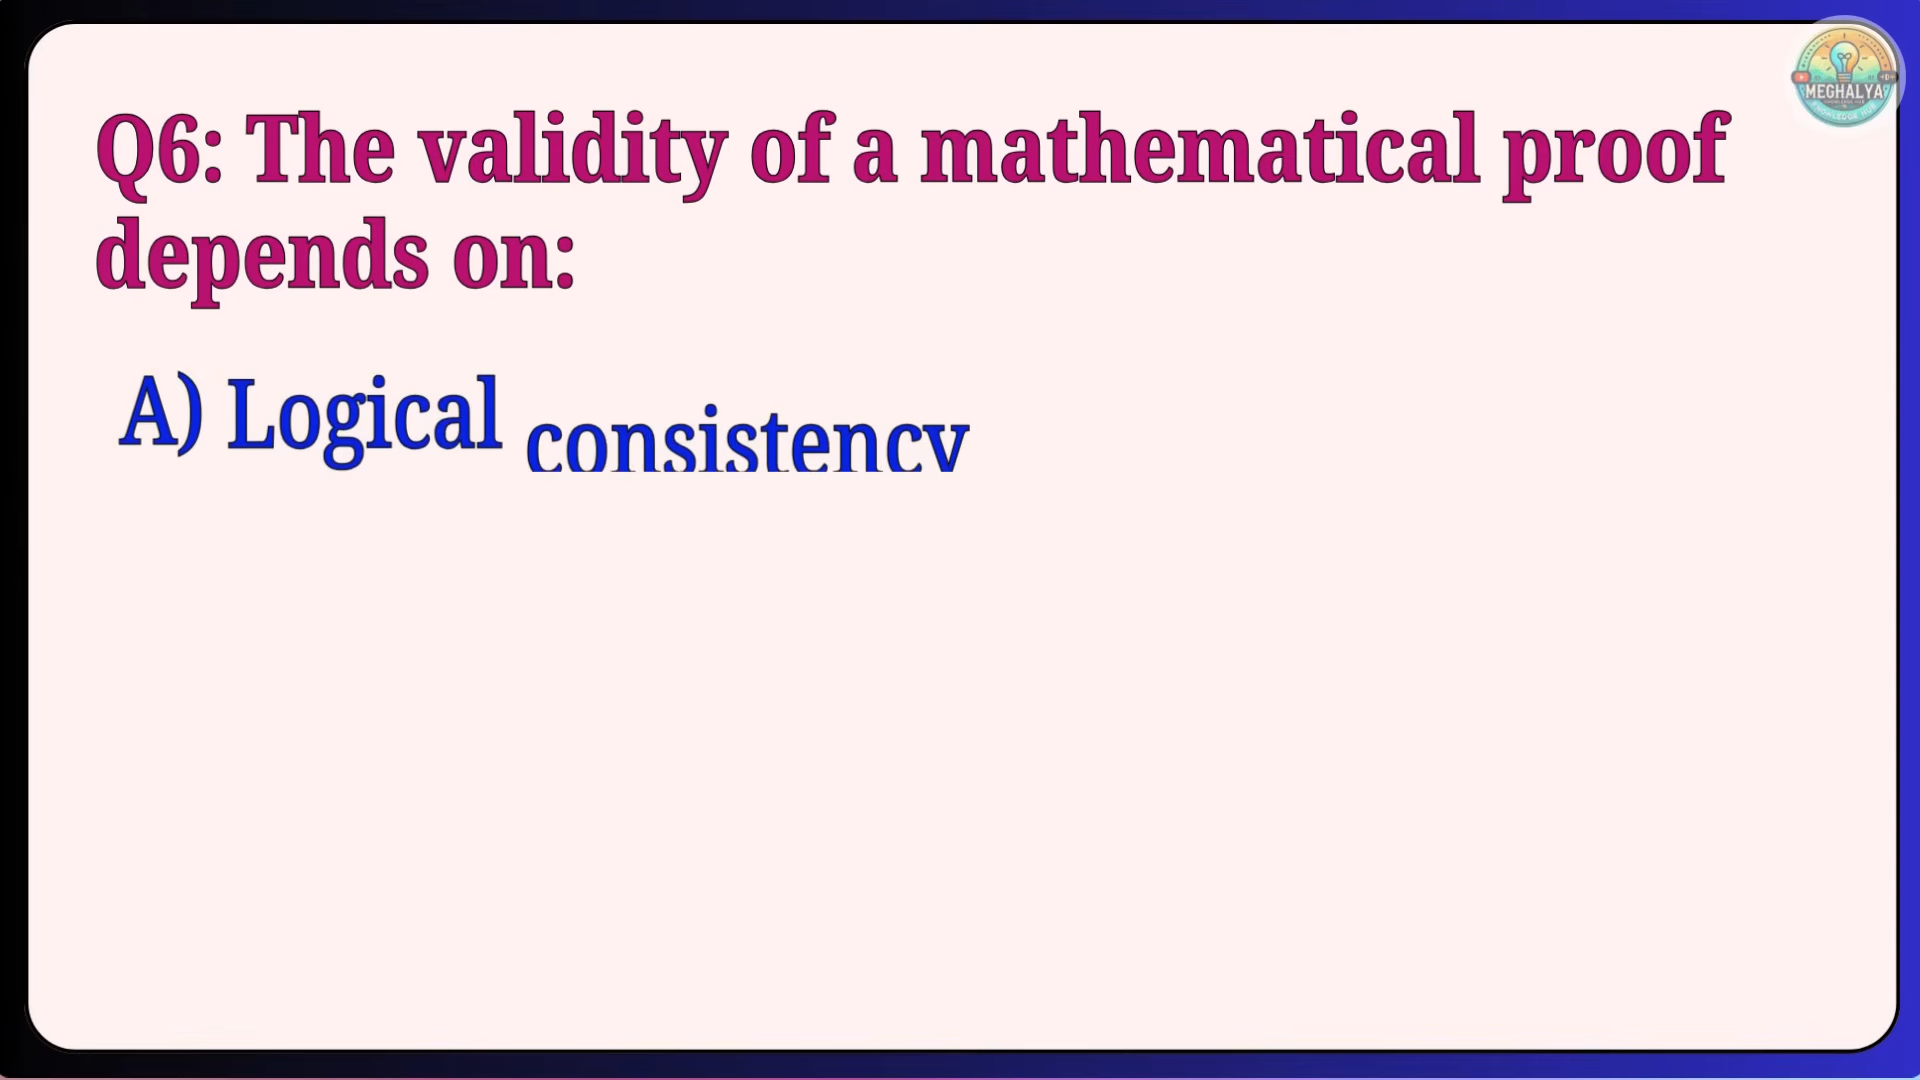 MEGHALYA
Q6: The validity of a mathematical proof
depends on:
A) Logical consistency